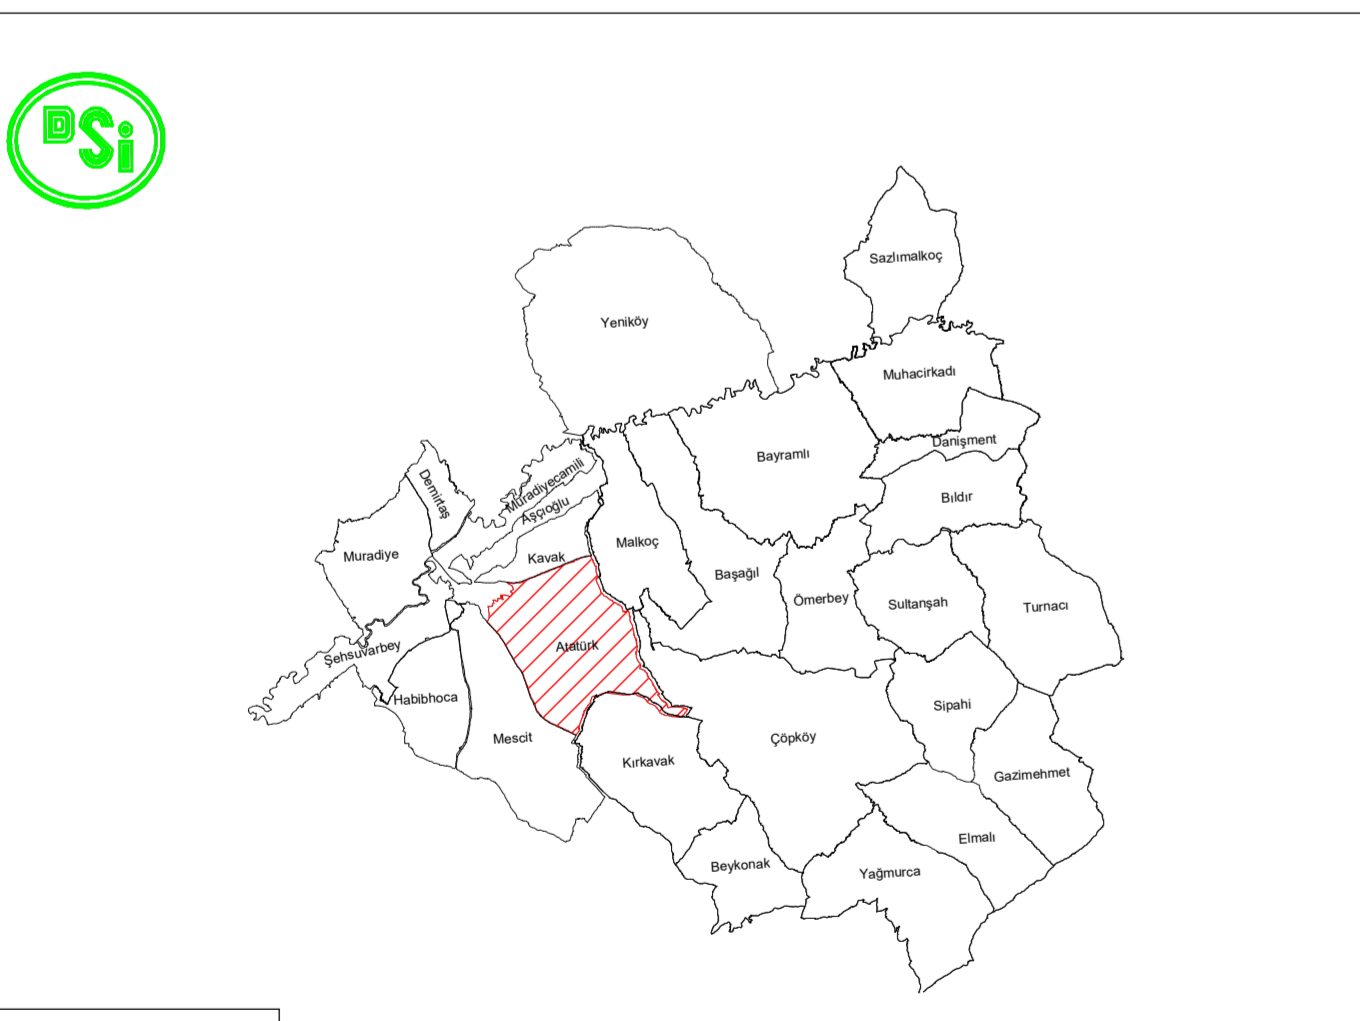 DSi
Sazlımalkoç
Yeniköy
Muhacirkadı
Danişment
Bayramlı
Bıldır
Demirtaş
Muradiyecamili
Aşçıoğlu
Muradiye
Kavak
Malkoç
Başağıl
Ömerbey
Sultanşah
Turnacı
Atatürk
Şehsuvarbey
Habibhoca
Mescit
Sipahi
Çöpköy
Kırkavak
Gazimehmet
Elmalı
Beykonak
Yağmurca